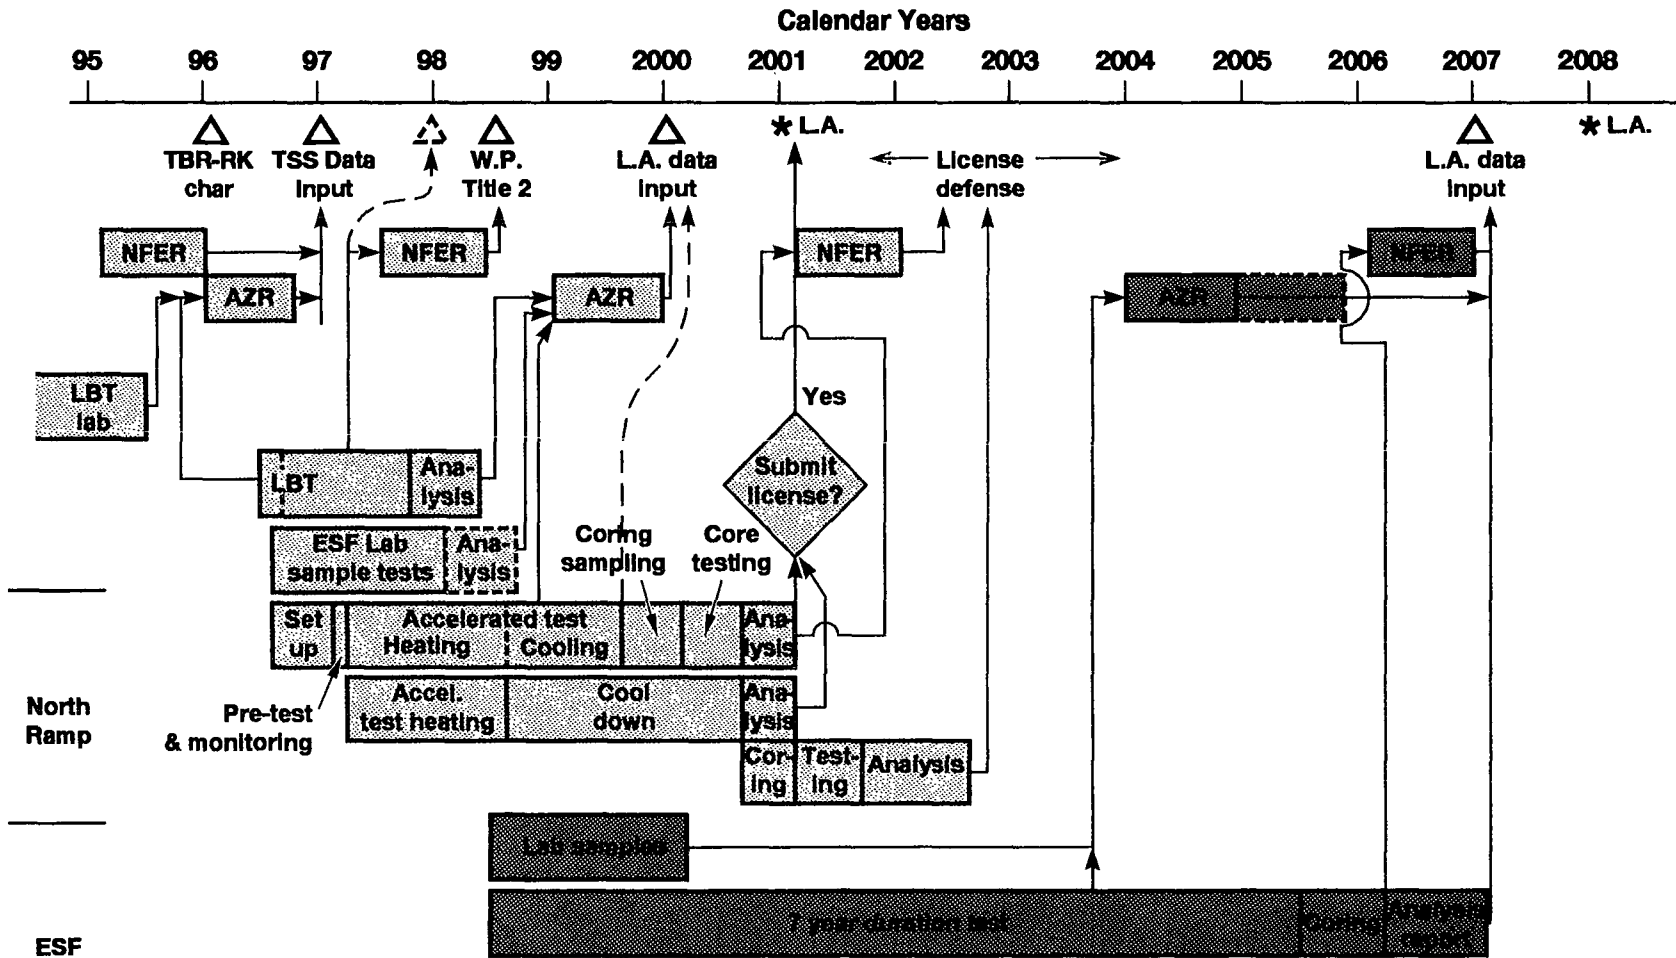 Calendar Years
95 96 97 98 99 2000 2001 2002 2003 2004 2005 2006 2007 2008
* L.A.
* L.A.
TBR-RK
char
TSS Data
Input
W.P.
Title 2
L.A. data
Input
License
defense
L.A. data
Input
NFER
NFER
NFER
NFER
AZR
AZR
AZR
LBT
lab
Yes
Submit
license?
LBT
Ana-
lysis
ESF Lab
sample tests
Ana-
lysis
Coring
sampling
Core
testing
Set
up
Accelerated test
Heating
Cooling
Ana-
lysis
North
Ramp
Pre-test
& monitoring
Accel.
test heating
Cool
down
Ana-
lysis
Cor-
ing
Test-
ing
Analysis
Lab samples
7 year duration test
Coring
Analysis
report
ESF